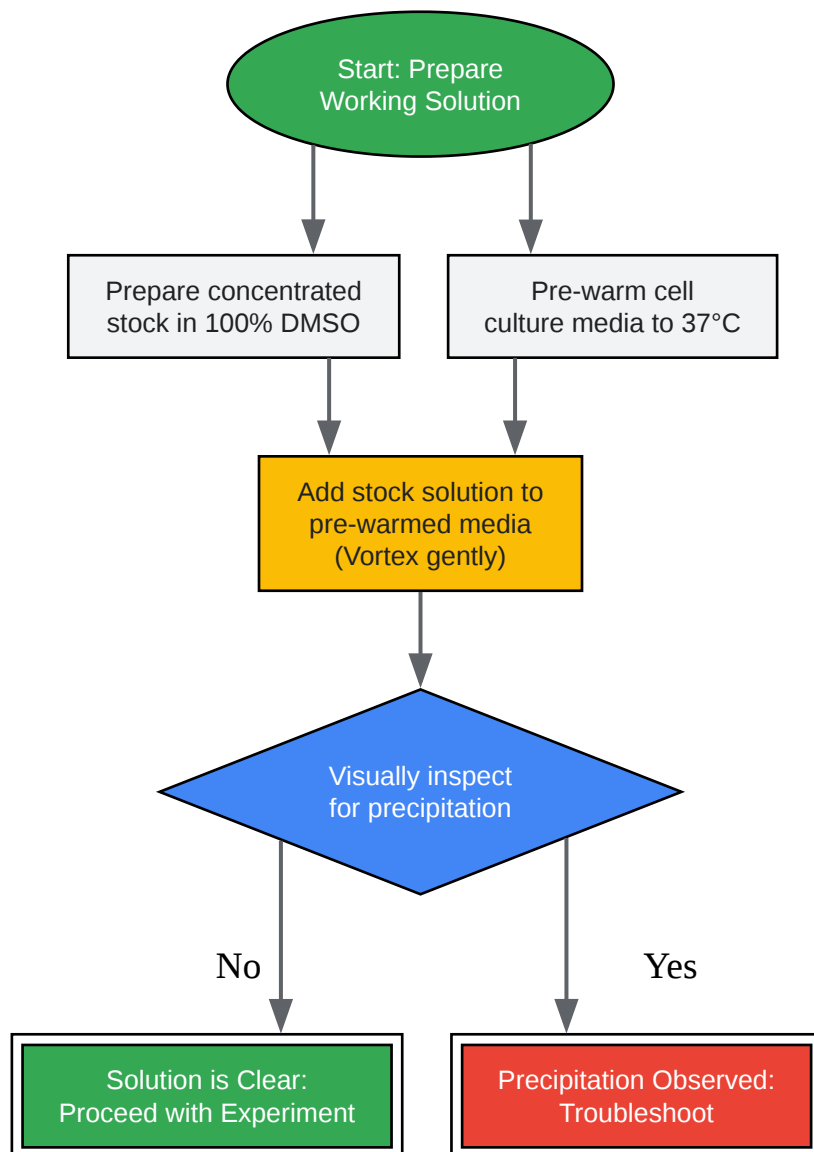 Start: Prepare
Working Solution
Prepare concentrated
stock in 100% DMSO
Pre-warm cell
culture media to 37°C
Add stock solution to
pre-warmed media
(Vortex gently)
Visually inspect
for precipitation
No
Yes
Solution is Clear:
Proceed with Experiment
Precipitation Observed:
Troubleshoot